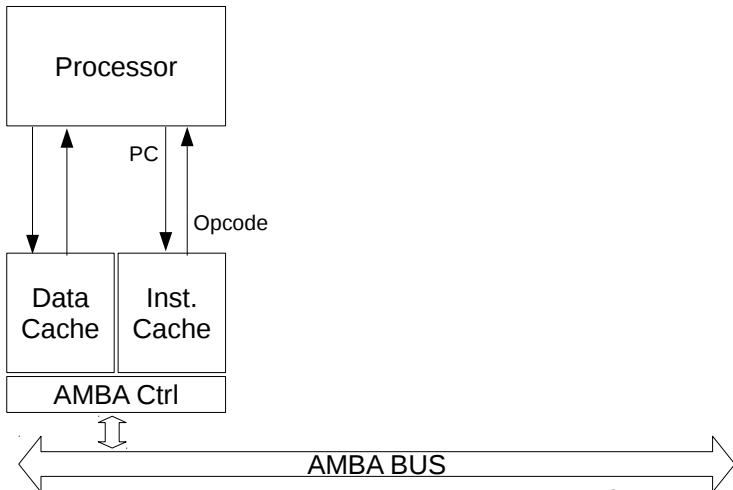 Processor
PC
Opcode
Data
Cache
Inst.
Cache
AMBA Ctrl
AMBA BUS